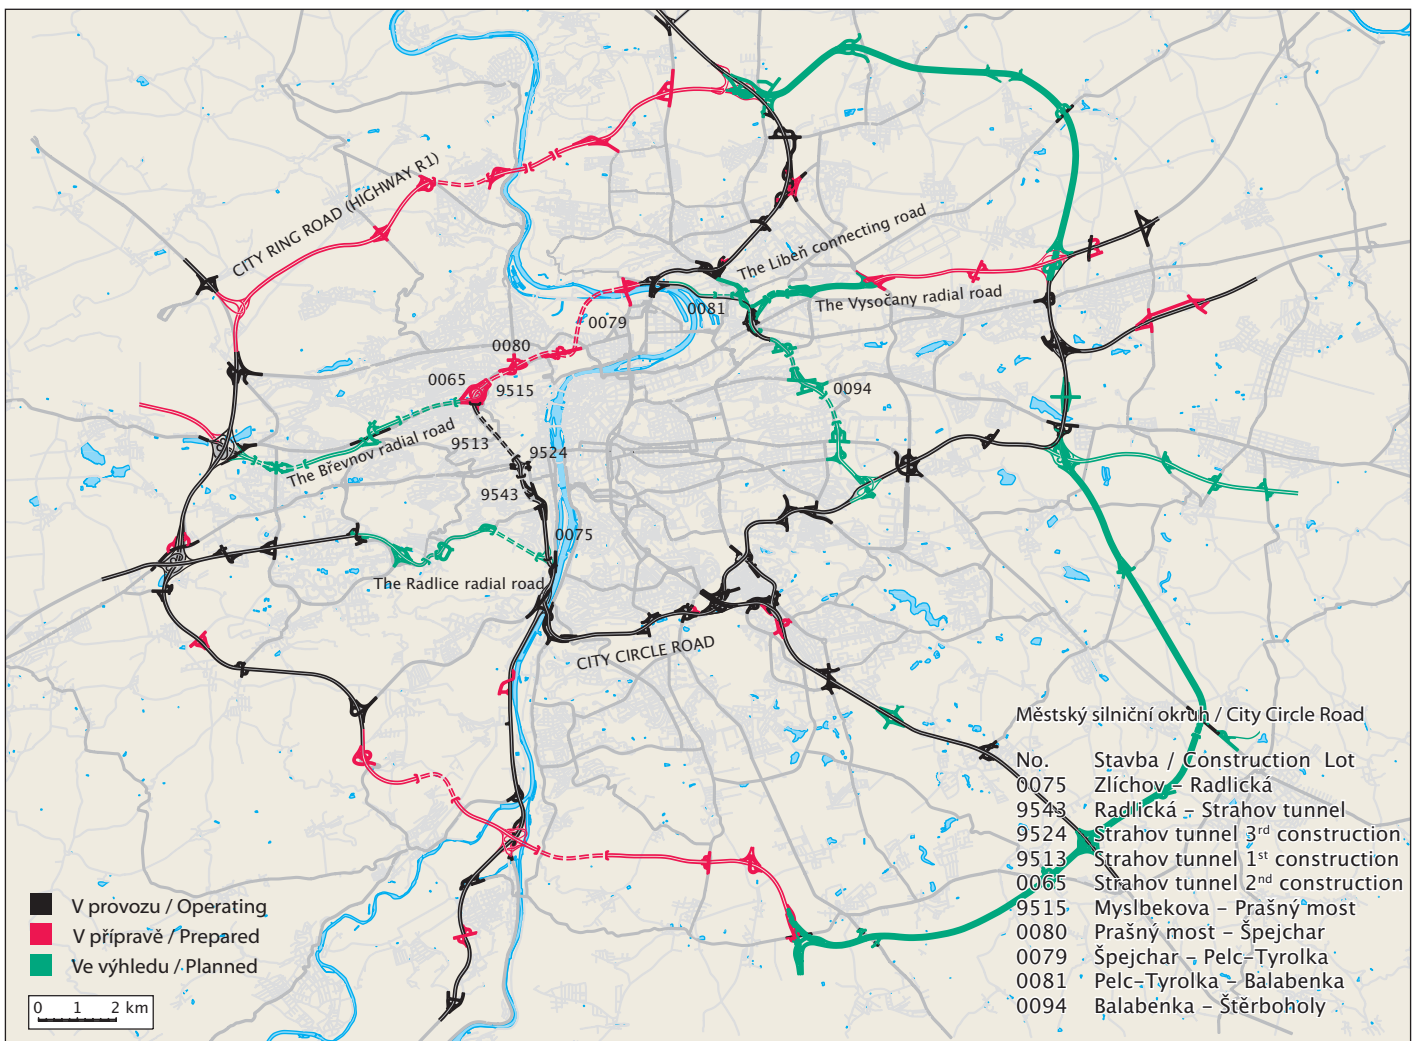 CITY RING ROAD (HIGHWAY R1)
The Libeň connecting road
The Vysočany radial road
0081
0079
0080
0065
9515
0094
The Břevnov radial road
9513
9524
9543
0075
The Radlice radial road
CITY CIRCLE ROAD
Městský silniční okruh / City Circle Road
No. Stavba / Construction Lot
0075 Zlíchov – Radlická
9543 Radlická – Strahov tunnel
9524 Strahov tunnel 3rd construction
9513 Strahov tunnel 1st construction
0065 Strahov tunnel 2nd construction
9515 Myslbekova – Prašný most
0080 Prašný most – Špejchar
0079 Špejchar – Pelc–Tyrolka
0081 Pelc–Tyrolka – Balabenka
0094 Balabenka – Štěrboholy
V provozu / Operating
V přípravě / Prepared
Ve výhledu / Planned
0 1 2 km